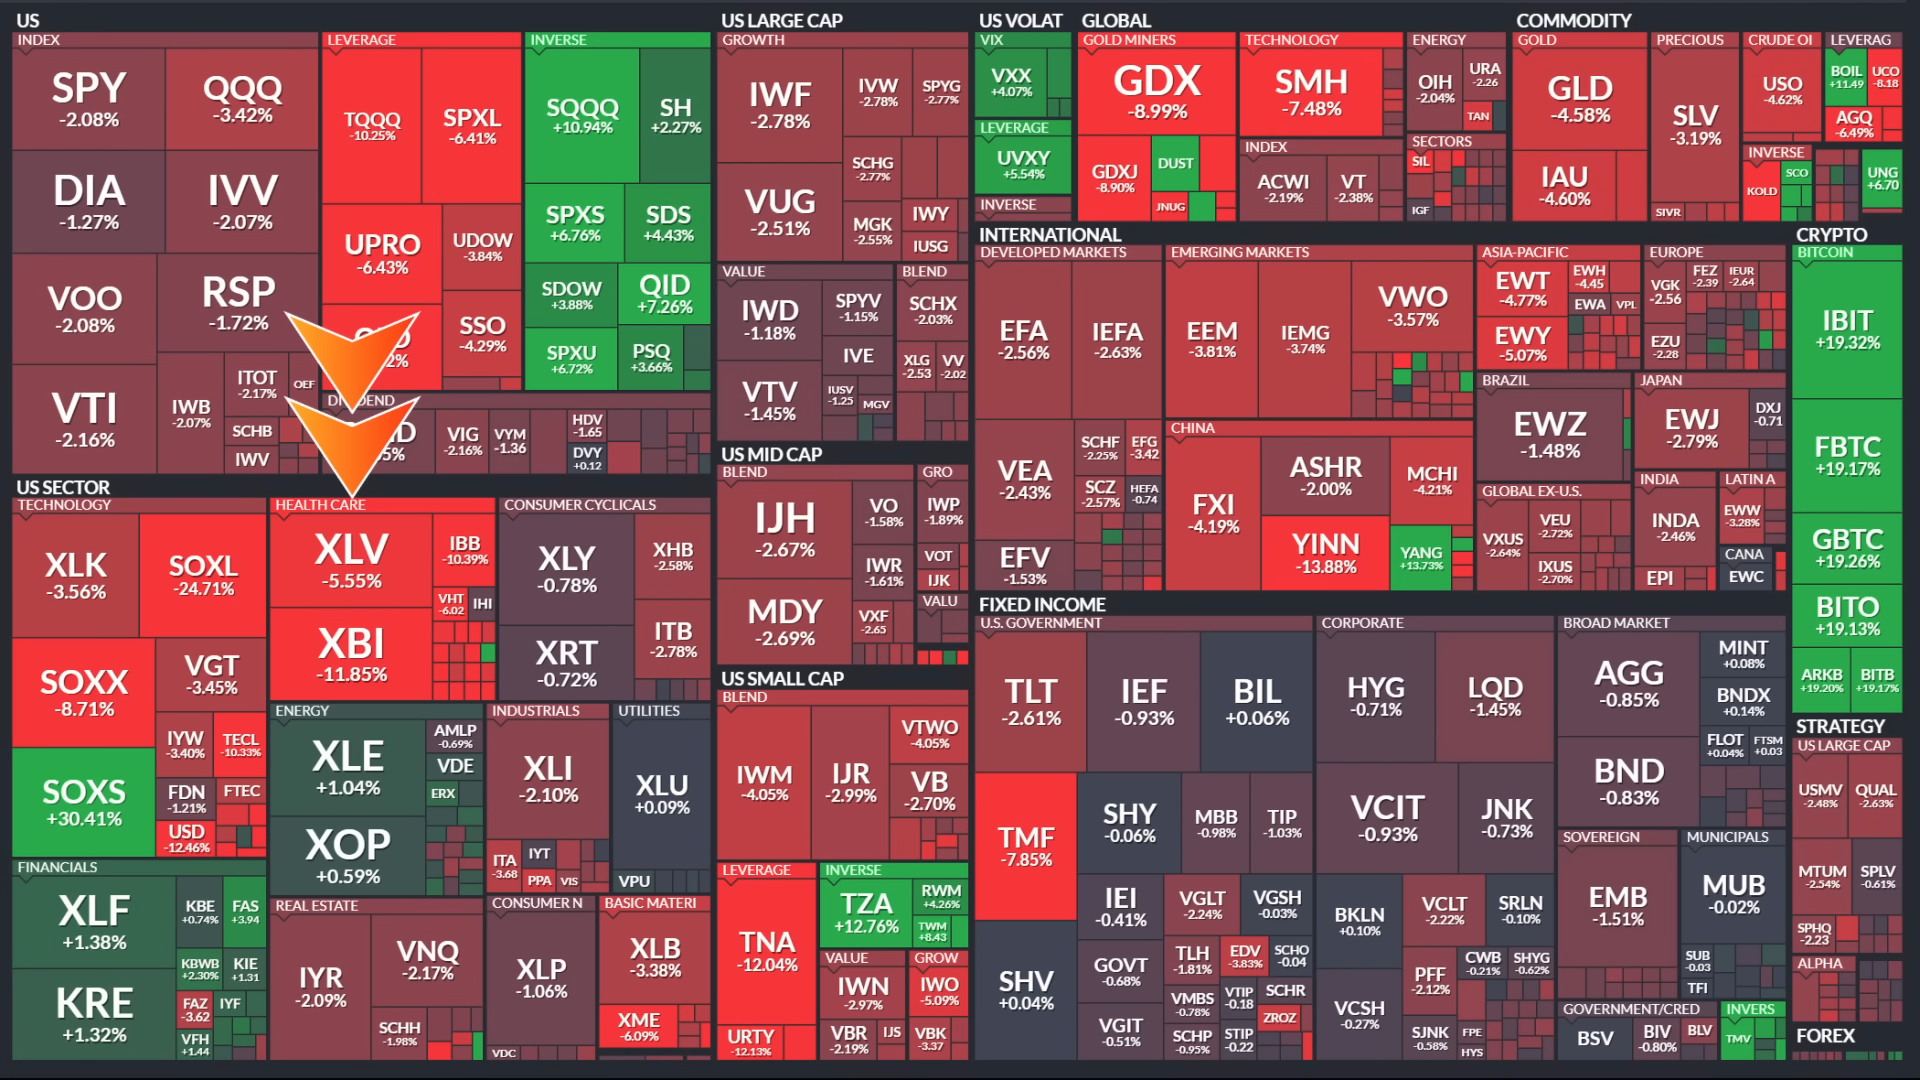 US
INDEX
SPY
-2.08%
QQQ
-3.42%
DIA
-1.27%
IVV
-2.07%
VOO
-2.08%
RSP
-1.72%
VTI
-2.16%
IWB
-2.07%
ITOT
-2.17%
OEF
SCHB
IWV
LEVERAGE
TQQQ
-10.25%
SPXL
-6.41%
UPRO
-6.43%
UDOW
-3.84%
SSO
-4.29%
INVERSE
SQQQ
+10.94%
SH
+2.27%
SPXS
+6.76%
SDS
+4.43%
SDOW
+3.88%
QID
+7.26%
SPXU
+6.72%
PSQ
+3.66%
VIG
-2.16%
VYM
-1.36
HDV
-1.65
DVY
+0.12
US SECTOR
TECHNOLOGY
XLK
-3.56%
SOXL
-24.71%
SOXX
-8.71%
VGT
-3.45%
IYW
-3.40%
TECL
-10.33%
SOXS
+30.41%
FDN
-1.21%
FTEC
USD
-12.46%
HEALTH CARE
XLV
-5.55%
IBB
-10.39%
VHT
-6.02
IHI
XBI
-11.85%
CONSUMER CYCLICALS
XLY
-0.78%
XHB
-2.58%
XRT
-0.72%
ITB
-2.78%
FINANCIALS
XLF
+1.38%
KBE
+0.74%
FAS
+3.94
KBWB
+2.30%
KIE
+1.31
KRE
+1.32%
FAZ
-3.62
IYF
VFH
+1.44
ENERGY
XLE
+1.04%
AMLP
-0.69%
VDE
ERX
XOP
+0.59%
INDUSTRIALS
XLI
-2.10%
ITA
-3.68
IYT
PPA
VIS
UTILITIES
XLU
+0.09%
VPU
REAL ESTATE
IYR
-2.09%
VNQ
-2.17%
SCHH
-1.98%
CONSUMER N
XLP
-1.06%
VDC
BASIC MATERI
XLB
-3.38%
XME
-6.09%
US LARGE CAP
GROWTH
IWF
-2.78%
IVW
-2.78%
SPYG
-2.77%
VUG
-2.51%
SCHG
-2.77%
MGK
-2.55%
IWY
IUSG
VALUE
IWD
-1.18%
SPYV
-1.15%
IVE
VTV
-1.45%
IUSV
-1.25
MGV
BLEND
SCHX
-2.03%
XLG
-2.53
VV
-2.02
US MID CAP
BLEND
IJH
-2.67%
VO
-1.58%
IWR
-1.61%
MDY
-2.69%
VXF
-2.65
GRO
IWP
-1.89%
VOT
IJK
VALU
US SMALL CAP
BLEND
IWM
-4.05%
IJR
-2.99%
VTWO
-4.05%
VB
-2.70%
LEVERAGE
TNA
-12.04%
URTY
-12.13%
INVERSE
TZA
+12.76%
RWM
+4.26%
TWM
+8.43
VALUE
IWN
-2.97%
VBR
-2.19%
IJS
GROW
IWO
-5.09%
VBK
-3.37
US VOLAT
VIX
VXX
+4.07%
LEVERAGE
UVXY
+5.54%
INVERSE
GLOBAL
GOLD MINERS
GDX
-8.99%
GDXJ
-8.90%
DUST
JNUG
TECHNOLOGY
SMH
-7.48%
INDEX
ACWI
-2.19%
VT
-2.38%
ENERGY
OIH
-2.04%
URA
-2.26
TAN
SECTORS
SIL
IGF
COMMODITY
GOLD
GLD
-4.58%
IAU
-4.60%
PRECIOUS
SLV
-3.19%
SIVR
CRUDE OI
USO
-4.62%
INVERSE
KOLD
SCO
LEVERAG
BOIL
+11.49
UCO
-8.18
AGQ
-6.49%
UNG
+6.70
INTERNATIONAL
DEVELOPED MARKETS
EFA
-2.56%
IEFA
-2.63%
VEA
-2.43%
SCHF
-2.25%
EFG
-3.42
SCZ
-2.57%
HEFA
-0.74
EFV
-1.53%
EMERGING MARKETS
EEM
-3.81%
IEMG
-3.74%
VWO
-3.57%
CHINA
FXI
-4.19%
ASHR
-2.00%
MCHI
-4.21%
YINN
-13.88%
YANG
+13.73%
ASIA-PACIFIC
EWT
-4.77%
EWH
-4.45
EWA
VPL
EWY
-5.07%
EUROPE
VGK
-2.56
FEZ
-2.39
IEUR
-2.64
EZU
-2.28
BRAZIL
EWZ
-1.48%
JAPAN
EWJ
-2.79%
DXJ
-0.71
GLOBAL EX-U.S.
VXUS
-2.64%
VEU
-2.72%
IXUS
-2.70%
INDIA
INDA
-2.46%
EPI
LATIN A
EWW
-3.28%
CANA
EWC
CRYPTO
BITCOIN
IBIT
+19.32%
FBTC
+19.17%
GBTC
+19.26%
BITO
+19.13%
ARKB
+19.20%
BITB
+19.17%
FIXED INCOME
U.S. GOVERNMENT
TLT
-2.61%
IEF
-0.93%
BIL
+0.06%
TMF
-7.85%
SHY
-0.06%
MBB
-0.98%
TIP
-1.03%
SHV
+0.04%
IEI
-0.41%
VGLT
-2.24%
VGSH
-0.03%
GOVT
-0.68%
TLH
-1.81%
EDV
-3.83%
SCHO
-0.04
VGIT
-0.51%
VMBS
-0.78%
VTIP
-0.18
SCHR
SCHP
-0.95%
STIP
-0.22
ZROZ
CORPORATE
HYG
-0.71%
LQD
-1.45%
VCIT
-0.93%
JNK
-0.73%
BKLN
+0.10%
VCLT
-2.22%
SRLN
-0.10%
VCSH
-0.27%
PFF
-2.12%
CWB
-0.21%
SHYG
-0.62%
SJNK
-0.58%
FPE
HYS
BROAD MARKET
AGG
-0.85%
MINT
+0.08%
BNDX
+0.14%
BND
-0.83%
FLOT
+0.04%
FTSM
+0.03
SOVEREIGN
EMB
-1.51%
MUNICIPALS
MUB
-0.02%
SUB
-0.03
TFI
GOVERNMENT/CRED
BSV
BIV
-0.80%
BLV
INVERS
TMV
STRATEGY
US LARGE CAP
USMV
-2.48%
QUAL
-2.63%
MTUM
-2.54%
SPLV
-0.61%
SPHQ
-2.23
ALPHA
FOREX